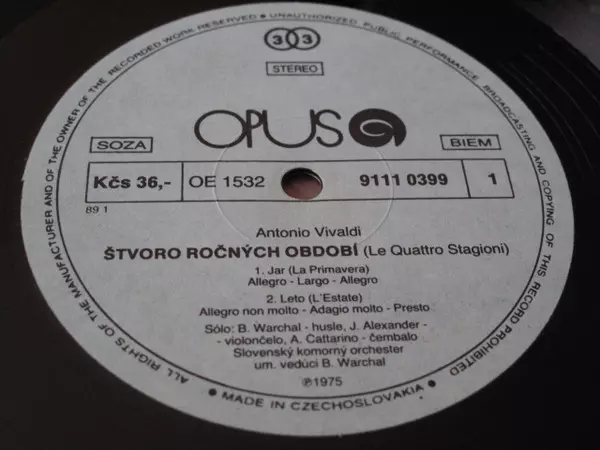 ALL RIGHTS OF THE MANUFACTURER AND OF THE OWNER OF THE RECORDED WORK RESERVED ● UNAUTHORIZED PUBLIC PERFORMANCE BROADCASTING AND COPYING OF THIS RECORD PROHIBITED
33
STEREO
OPUS
SOZA
BIEM
Kčs 36,- OE 1532 9111 0399 1
89 1
Antonio Vivaldi
ŠTVORO ROČNÝCH OBDOBÍ (Le Quattro Stagioni)
1. Jar (La Primavera)
Allegro - Largo - Allegro
2. Leto (L'Estate)
Allegro non molto - Adagio molto - Presto
Sólo: B. Warchal - husle, J. Alexander -
- violončelo, A. Cattarino - čembalo
Slovenský komorný orchester
um. vedúci B. Warchal
℗1975
● MADE IN CZECHOSLOVAKIA ●